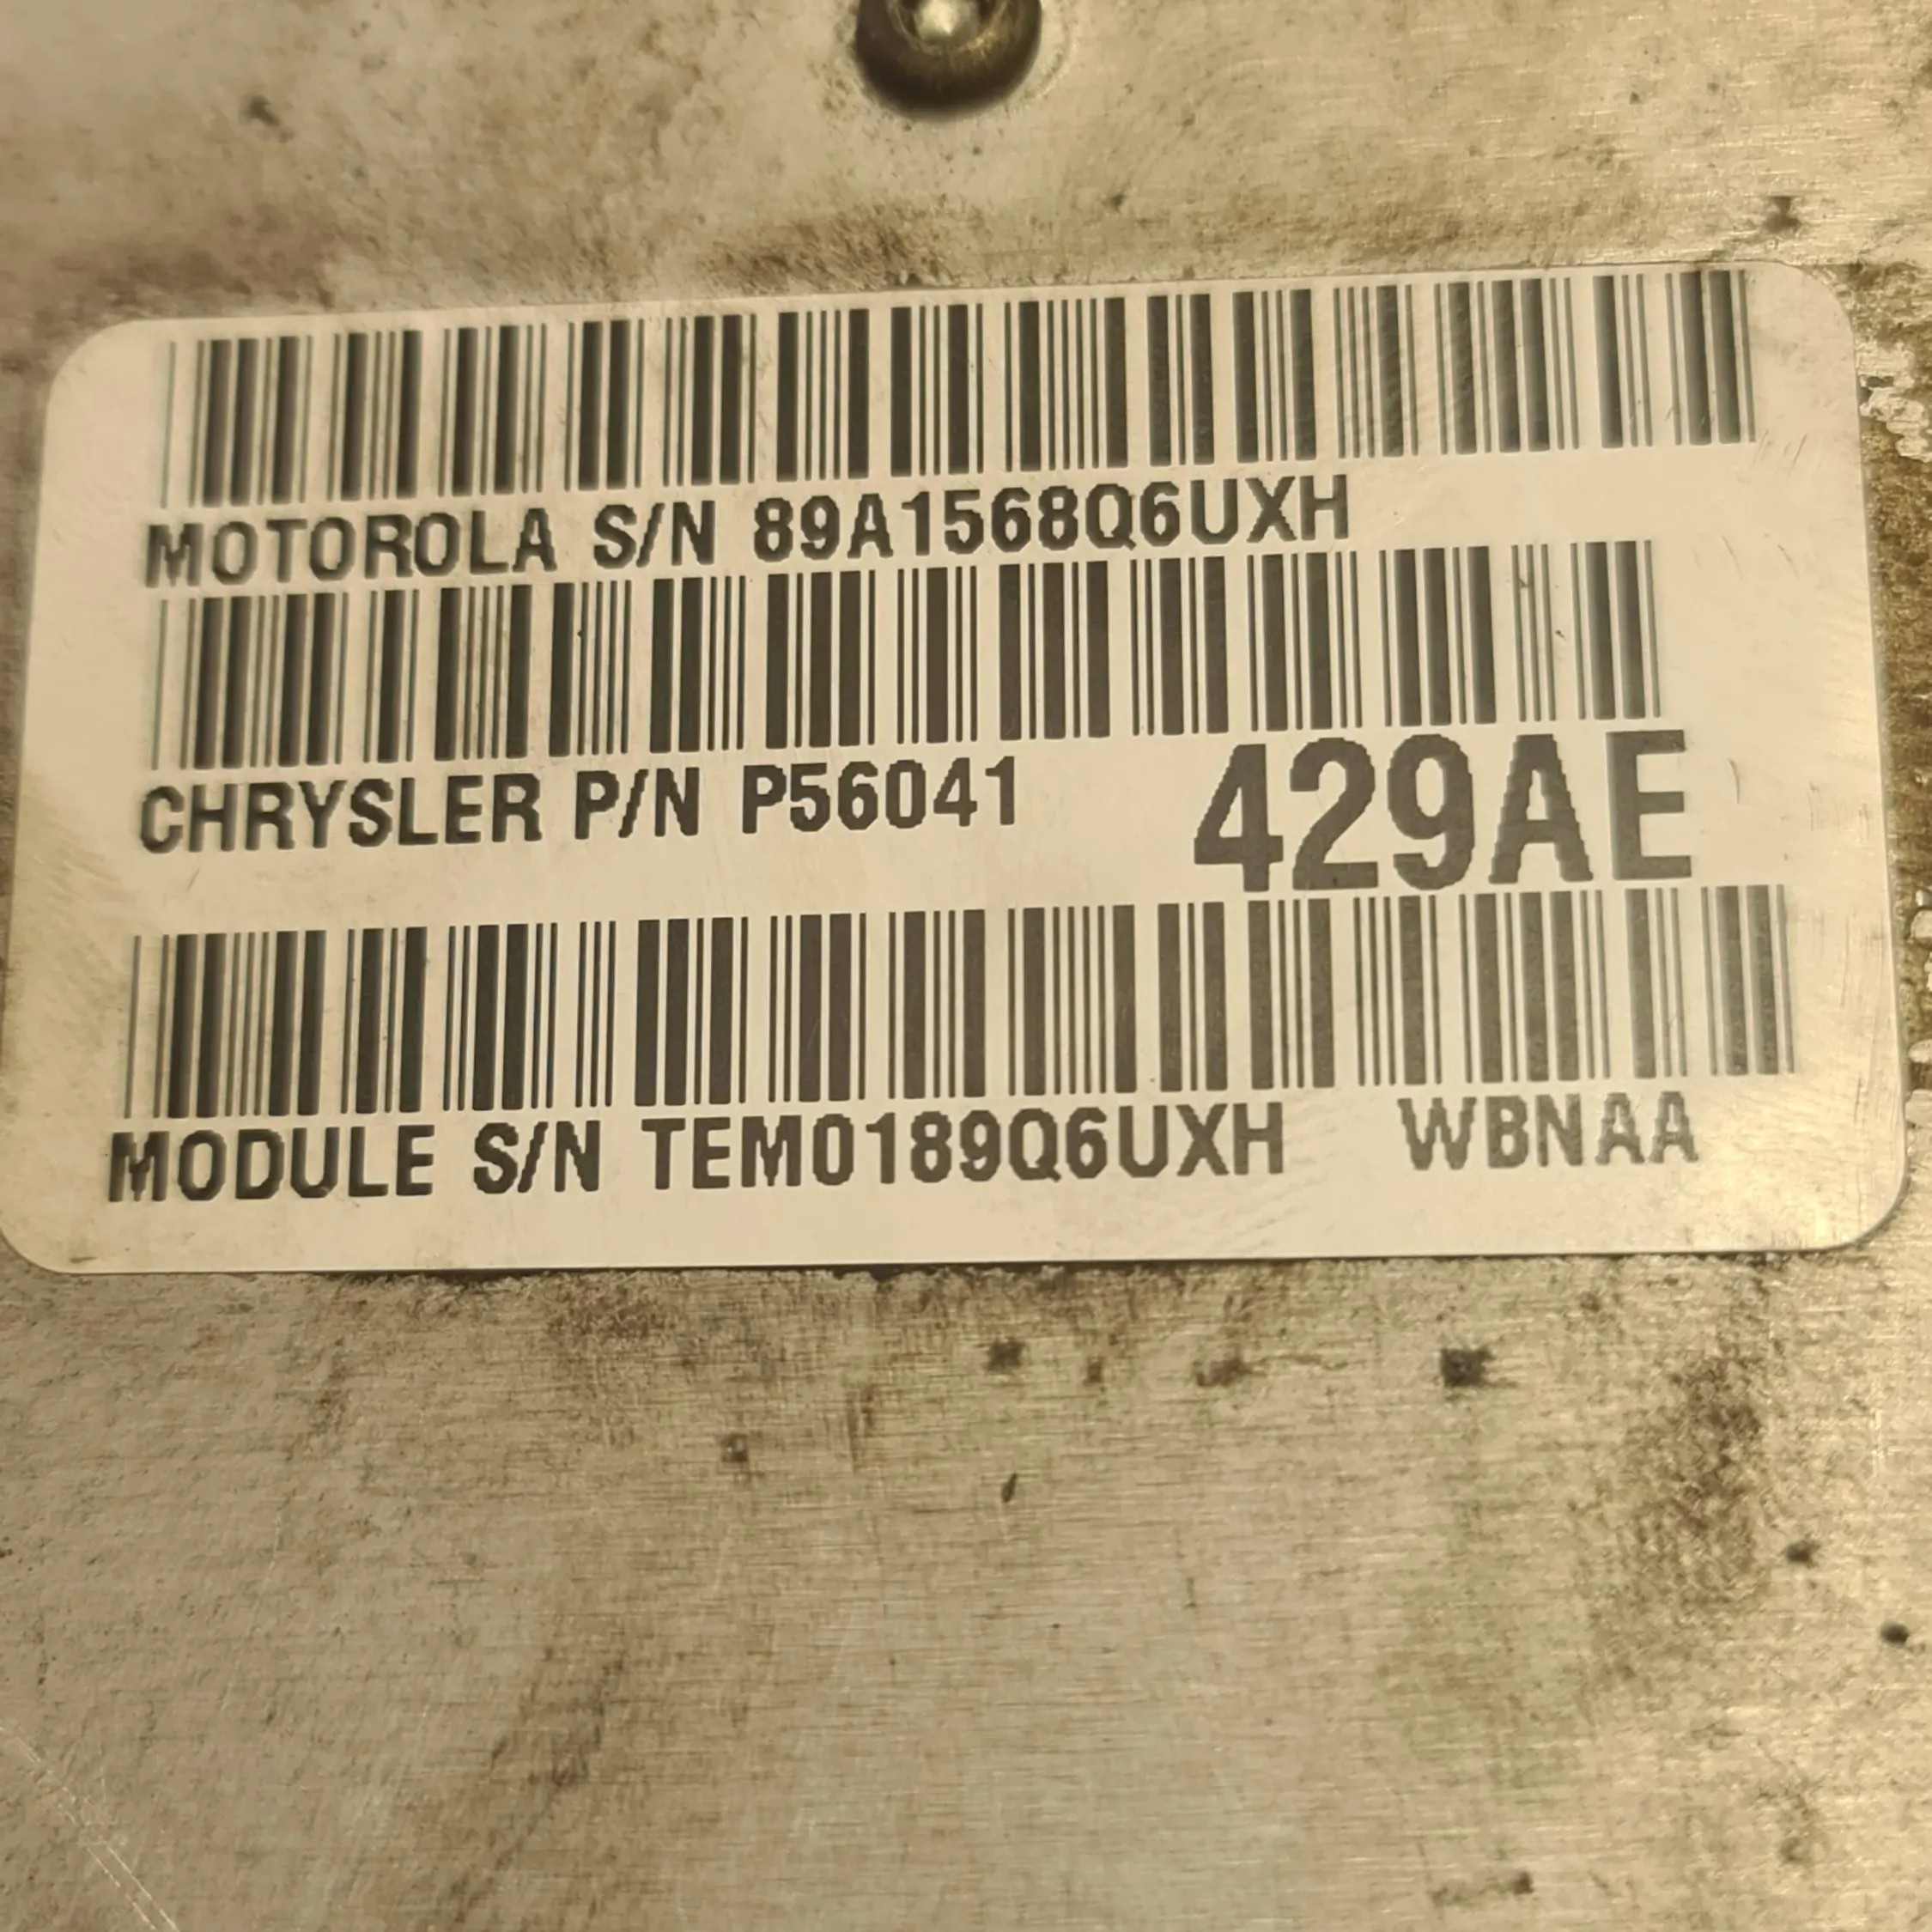 MOTOROLA S/N 89A1568Q6UXH
CHRYSLER P/N P56041 429AE
MODULE S/N TEM0189Q6UXH WBNAA